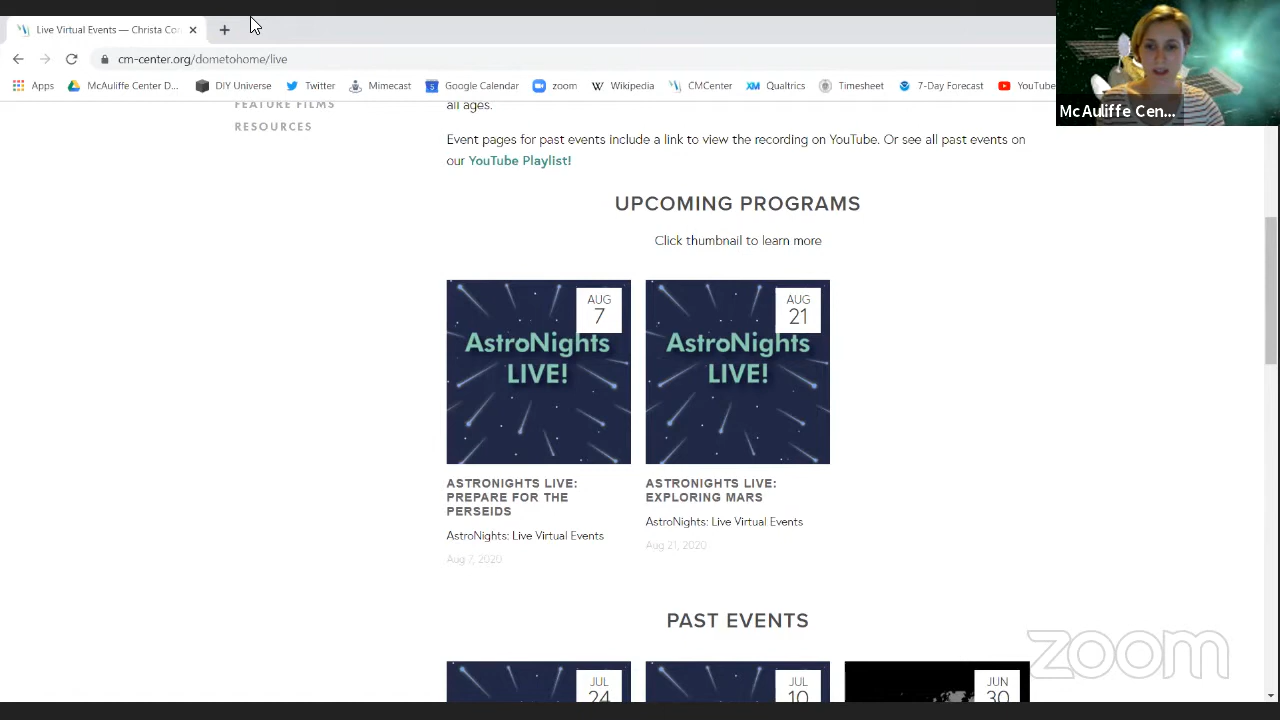 Live Virtual Events — Christa Con
cm-center.org/dometohome/live
Apps McAuliffe Center D... DIY Universe Twitter Mimecast Google Calendar zoom Wikipedia CMCenter Qualtrics Timesheet 7-Day Forecast YouTube
McAuliffe Cen...
FEATURE FILMS
RESOURCES
all ages.
Event pages for past events include a link to view the recording on YouTube. Or see all past events on
our YouTube Playlist!
UPCOMING PROGRAMS
Click thumbnail to learn more
AUG
7
AstroNights
LIVE!
AUG
21
AstroNights
LIVE!
ASTRONIGHTS LIVE:
PREPARE FOR THE
PERSEIDS
AstroNights: Live Virtual Events
Aug 7, 2020
ASTRONIGHTS LIVE:
EXPLORING MARS
AstroNights: Live Virtual Events
Aug 21, 2020
PAST EVENTS
JUL
24
JUL
10
JUN
30
zoom